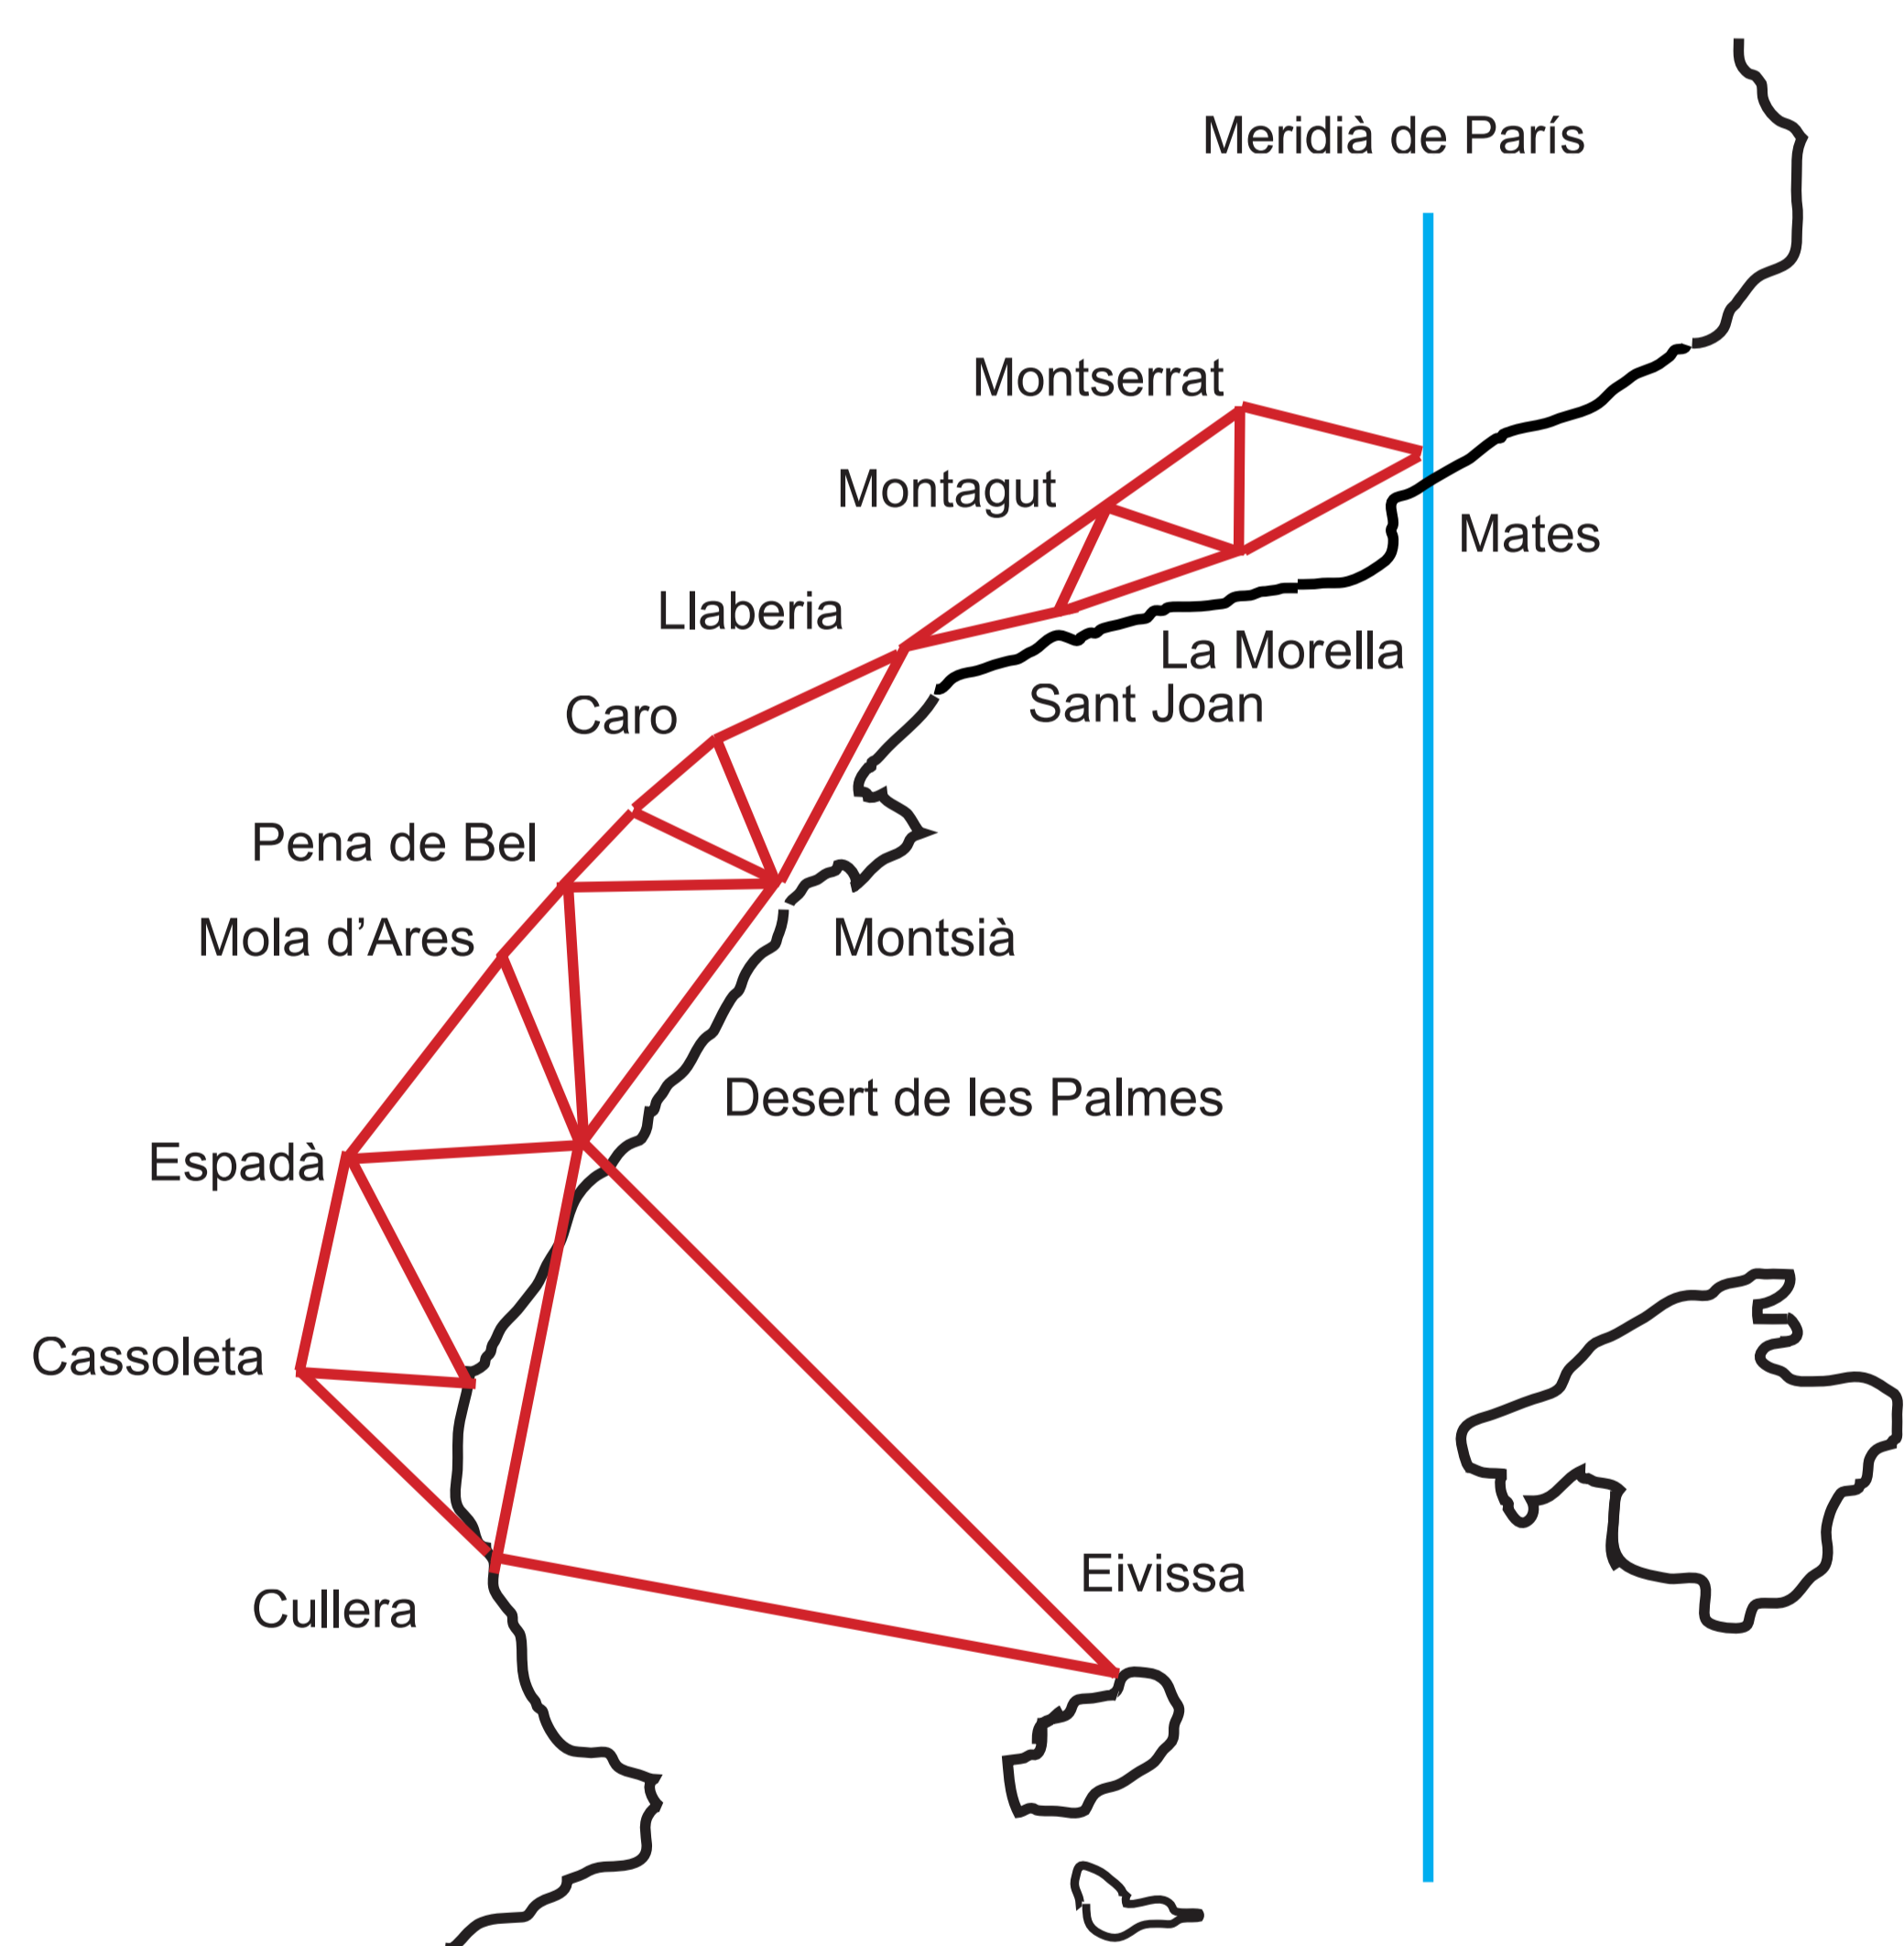 Meridià de París
Montserrat
Montagut
Mates
Llaberia
La Morella
Sant Joan
Caro
Pena de Bel
Mola d’Ares
Montsià
Desert de les Palmes
Espadà
Cassoleta
Eivissa
Cullera